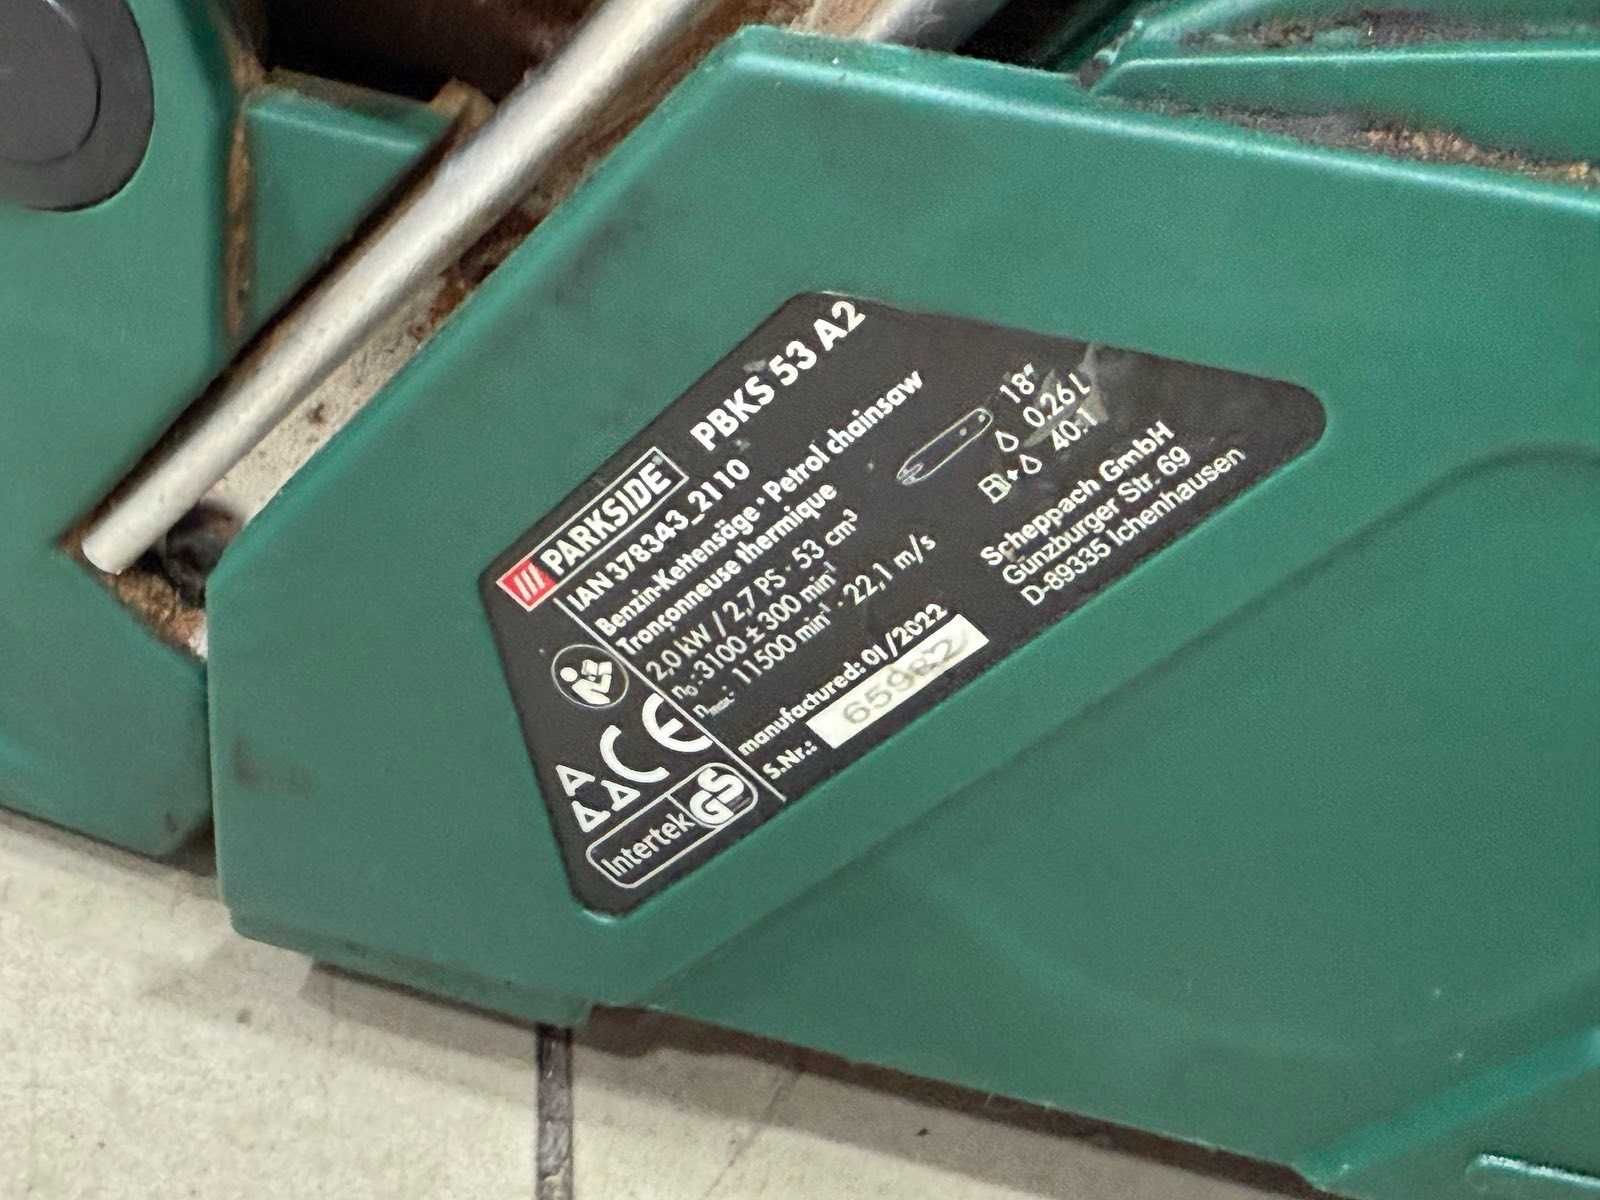 PARKSIDE® PBKS 53 A2
IAN 378343_2110
Benzin-Kettensäge · Petrol chainsaw
Tronçonneuse thermique
2,0 kW / 2,7 PS · 53 cm³
n₀: 3100 ± 300 min⁻¹
nmax: 11500 min⁻¹ · 22,1 m/s
manufactured: 01/2022
S.Nr.: 65982
18"
0.26 L
40:1
Scheppach GmbH
Günzburger Str. 69
D-89335 Ichenhausen
CE
Intertek GS